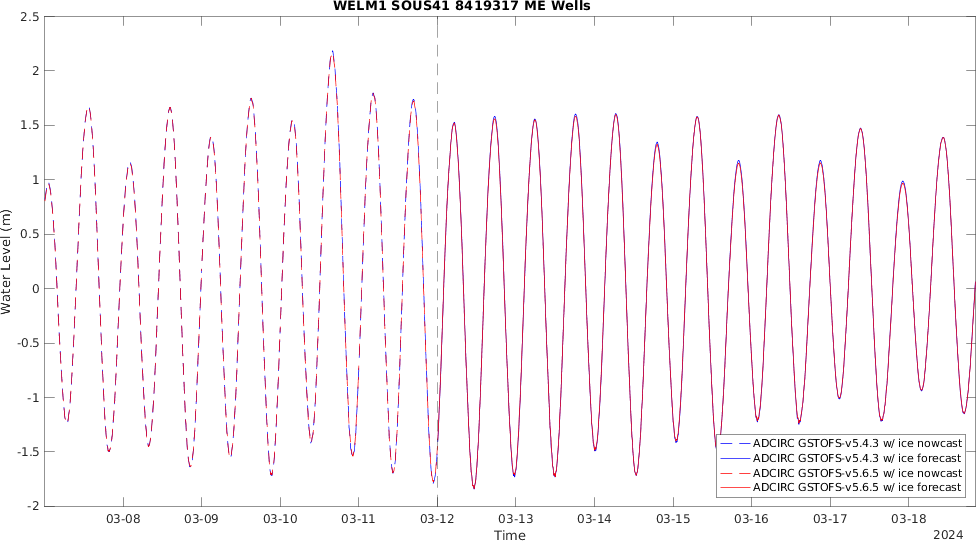 WELM1 SOUS41 8419317 ME Wells
2.5
2
1.5
1
0.5
0
-0.5
-1
-1.5
-2
Water Level (m)
ADCIRC GSTOFS-v5.4.3 w/ ice nowcast
ADCIRC GSTOFS-v5.4.3 w/ ice forecast
ADCIRC GSTOFS-v5.6.5 w/ ice nowcast
ADCIRC GSTOFS-v5.6.5 w/ ice forecast
03-08 03-09 03-10 03-11 03-12 03-13 03-14 03-15 03-16 03-17 03-18
Time
2024